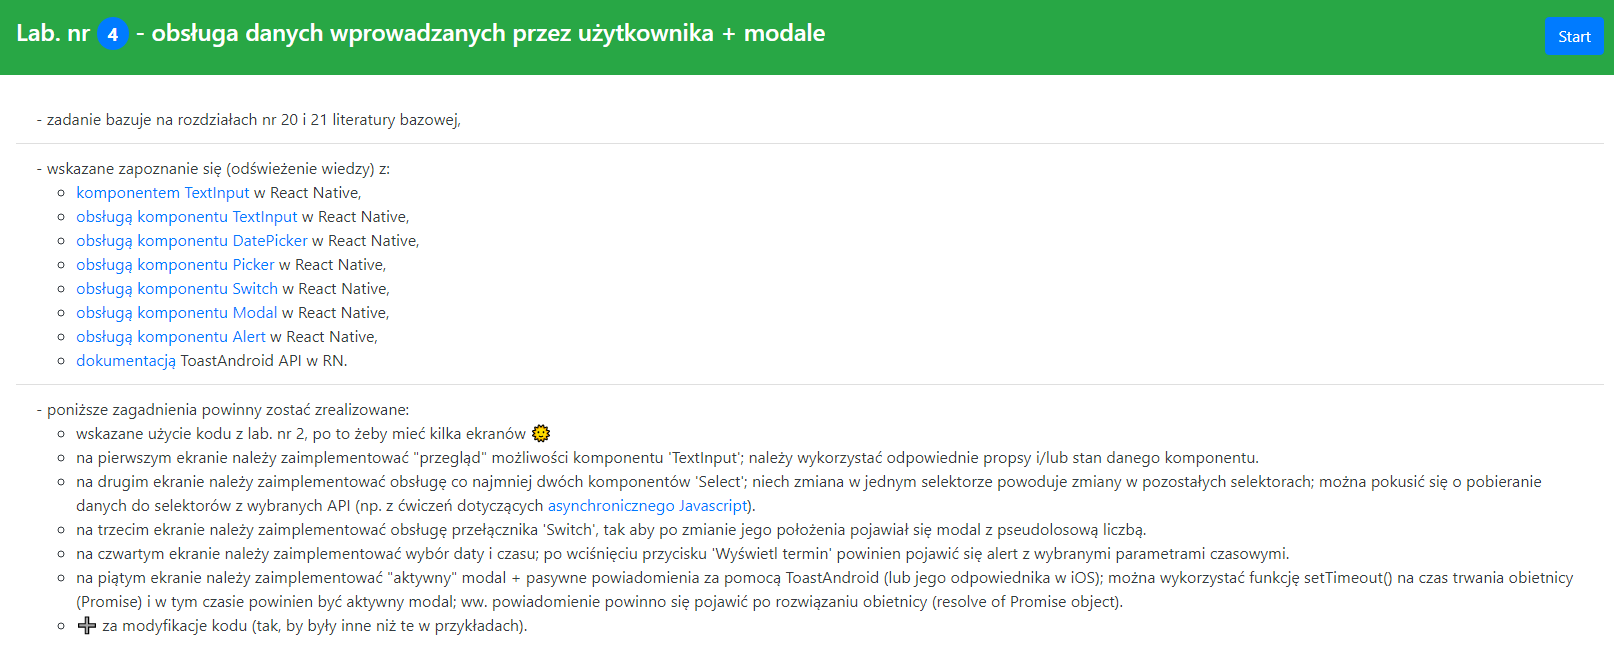 Lab. nr 4 - obsługa danych wprowadzanych przez użytkownika + modale
Start
- zadanie bazuje na rozdziałach nr 20 i 21 literatury bazowej,
- wskazane zapoznanie się (odświeżenie wiedzy) z:
komponentem TextInput w React Native,
obsługą komponentu TextInput w React Native,
obsługą komponentu DatePicker w React Native,
obsługą komponentu Picker w React Native,
obsługą komponentu Switch w React Native,
obsługą komponentu Modal w React Native,
obsługą komponentu Alert w React Native,
dokumentacją ToastAndroid API w RN.
- poniższe zagadnienia powinny zostać zrealizowane:
wskazane użycie kodu z lab. nr 2, po to żeby mieć kilka ekranów 🌞
na pierwszym ekranie należy zaimplementować "przegląd" możliwości komponentu 'TextInput'; należy wykorzystać odpowiednie propsy i/lub stan danego komponentu.
na drugim ekranie należy zaimplementować obsługę co najmniej dwóch komponentów 'Select'; niech zmiana w jednym selektorze powoduje zmiany w pozostałych selektorach; można pokusić się o pobieranie
danych do selektorów z wybranych API (np. z ćwiczeń dotyczących asynchronicznego Javascript).
na trzecim ekranie należy zaimplementować obsługę przełącznika 'Switch', tak aby po zmianie jego położenia pojawiał się modal z pseudolosową liczbą.
na czwartym ekranie należy zaimplementować wybór daty i czasu; po wciśnięciu przycisku 'Wyświetl termin' powinien pojawić się alert z wybranymi parametrami czasowymi.
na piątym ekranie należy zaimplementować "aktywny" modal + pasywne powiadomienia za pomocą ToastAndroid (lub jego odpowiednika w iOS); można wykorzystać funkcję setTimeout() na czas trwania obietnicy
(Promise) i w tym czasie powinien być aktywny modal; ww. powiadomienie powinno się pojawić po rozwiązaniu obietnicy (resolve of Promise object).
➕ za modyfikacje kodu (tak, by były inne niż te w przykładach).